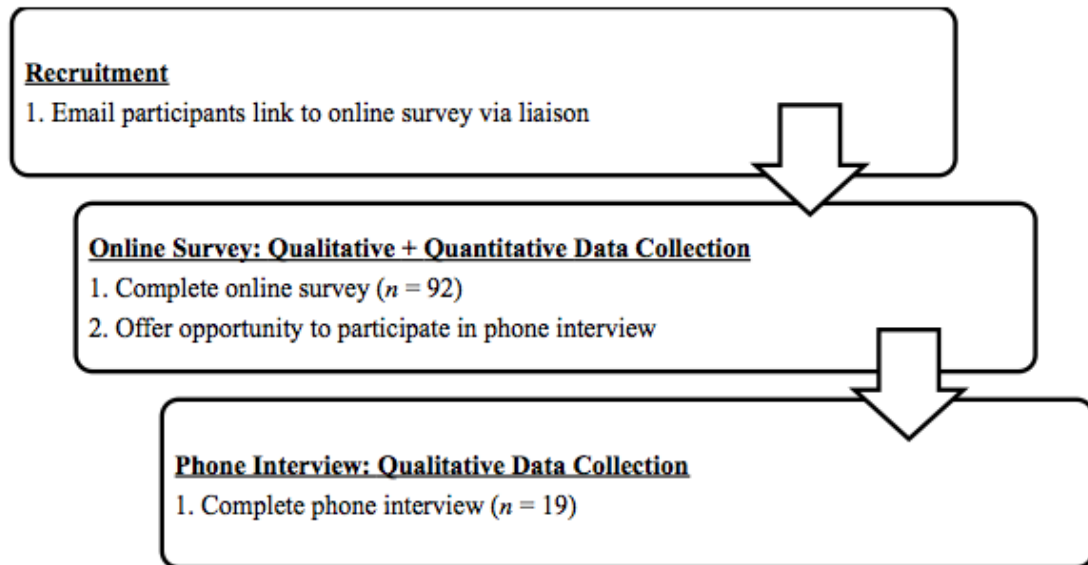 Recruitment
1. Email participants link to online survey via liaison
Online Survey: Qualitative + Quantitative Data Collection
1. Complete online survey (n = 92)
2. Offer opportunity to participate in phone interview
Phone Interview: Qualitative Data Collection
1. Complete phone interview (n = 19)